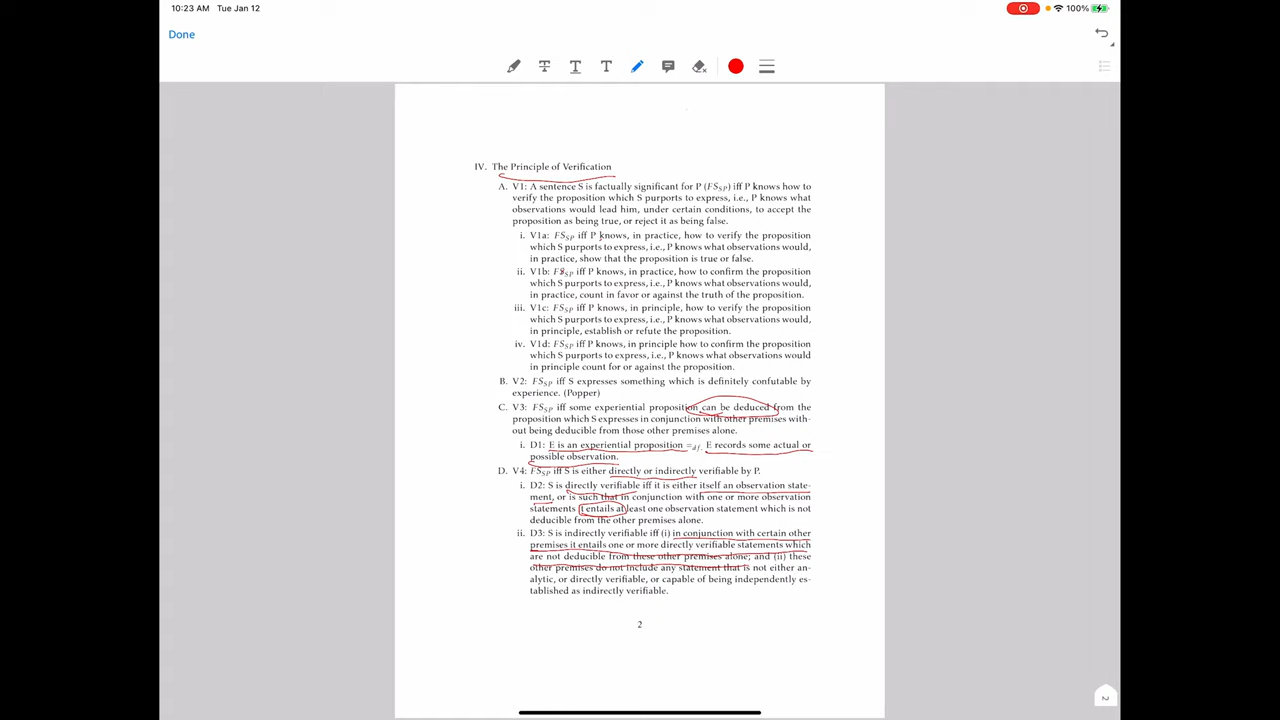 10:23 AM Tue Jan 12
100%
Done
IV. The Principle of Verification
A. V1: A sentence S is factually significant for P (FS_SP) iff P knows how to
verify the proposition which S purports to express, i.e., P knows what
observations would lead him, under certain conditions, to accept the
proposition as being true, or reject it as being false.
i. V1a: FS_SP iff P knows, in practice, how to verify the proposition
which S purports to express, i.e., P knows what observations would,
in practice, show that the proposition is true or false.
ii. V1b: FS_SP iff P knows, in practice, how to confirm the proposition
which S purports to express, i.e., P knows what observations would,
in practice, count in favor or against the truth of the proposition.
iii. V1c: FS_SP iff P knows, in principle, how to verify the proposition
which S purports to express, i.e., P knows what observations would,
in principle, establish or refute the proposition.
iv. V1d: FS_SP iff P knows, in principle how to confirm the proposition
which S purports to express, i.e., P knows what observations would
in principle count for or against the proposition.
B. V2: FS_SP iff S expresses something which is definitely confutable by
experience. (Popper)
C. V3: FS_SP iff some experiential proposition can be deduced from the
proposition which S expresses in conjunction with other premises with-
out being deduced from those other premises alone.
i. D1: E is an experiential proposition =df. E records some actual or
possible observation.
D. V4: FS_SP iff S is either directly or indirectly verifiable by P.
i. D2: S is directly verifiable iff it is either itself an observation state-
ment, or is such that in conjunction with one or more observation
statements it entails at least one observation statement which is not
deducible from the other premises alone.
ii. D3: S is indirectly verifiable iff (i) in conjunction with certain other
premises it entails one or more directly verifiable statements which
are not deducible from these other premises alone; and (ii) these
other premises do not include any statement that is not either an-
alytic, or directly verifiable, or capable of being independently es-
tablished as indirectly verifiable.
2
2